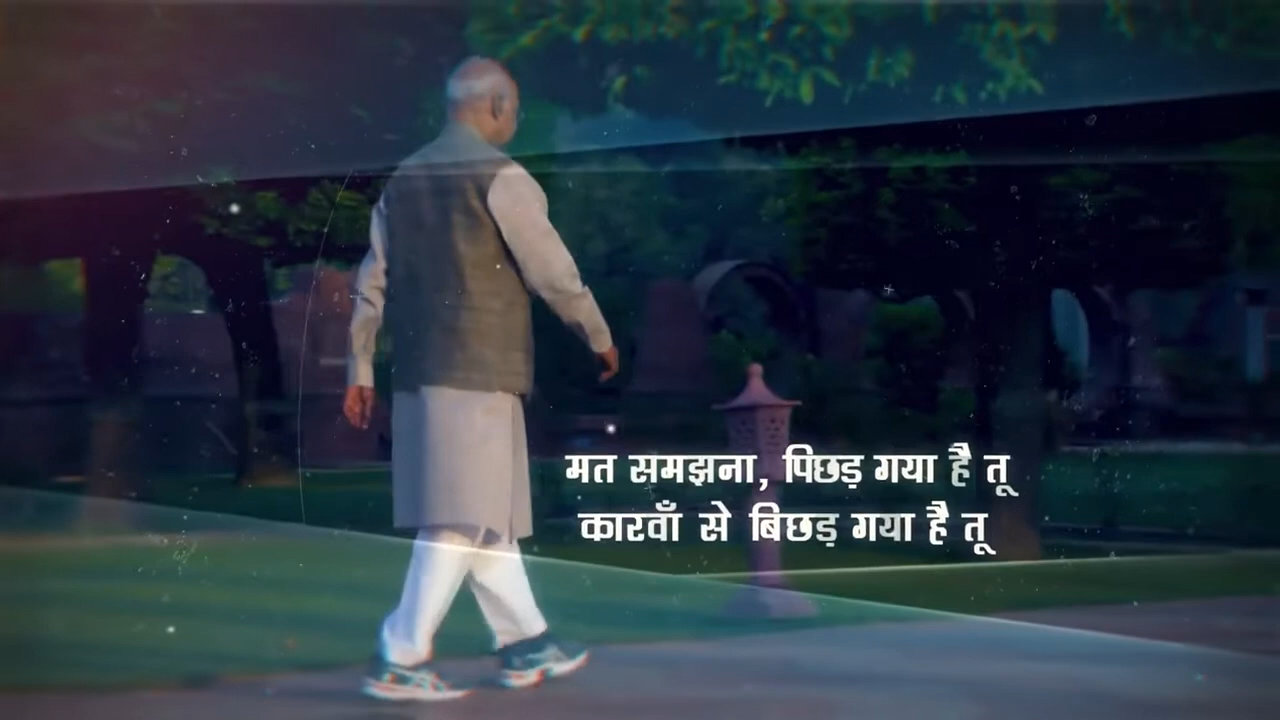 मत समझना, पिछड़ गया है तू
कारवाँ से बिछड़ गया है तू